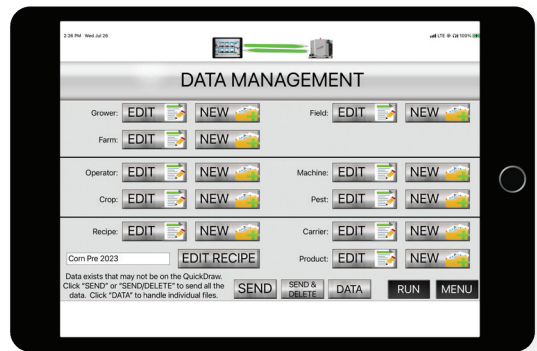 2:26 PM Wed Jul 28
LTE 100%
DATA MANAGEMENT
Grower: EDIT NEW Field: EDIT NEW
Farm: EDIT NEW
Operator: EDIT NEW Machine: EDIT NEW
Crop: EDIT NEW Pest: EDIT NEW
Recipe: EDIT NEW Carrier: EDIT NEW
Corn Pre 2023 EDIT RECIPE Product: EDIT NEW
Data exists that may not be on the QuickDraw.
Click "SEND" or "SEND/DELETE" to send all the
data. Click "DATA" to handle individual files.
SEND
SEND &
DELETE
DATA
RUN
MENU